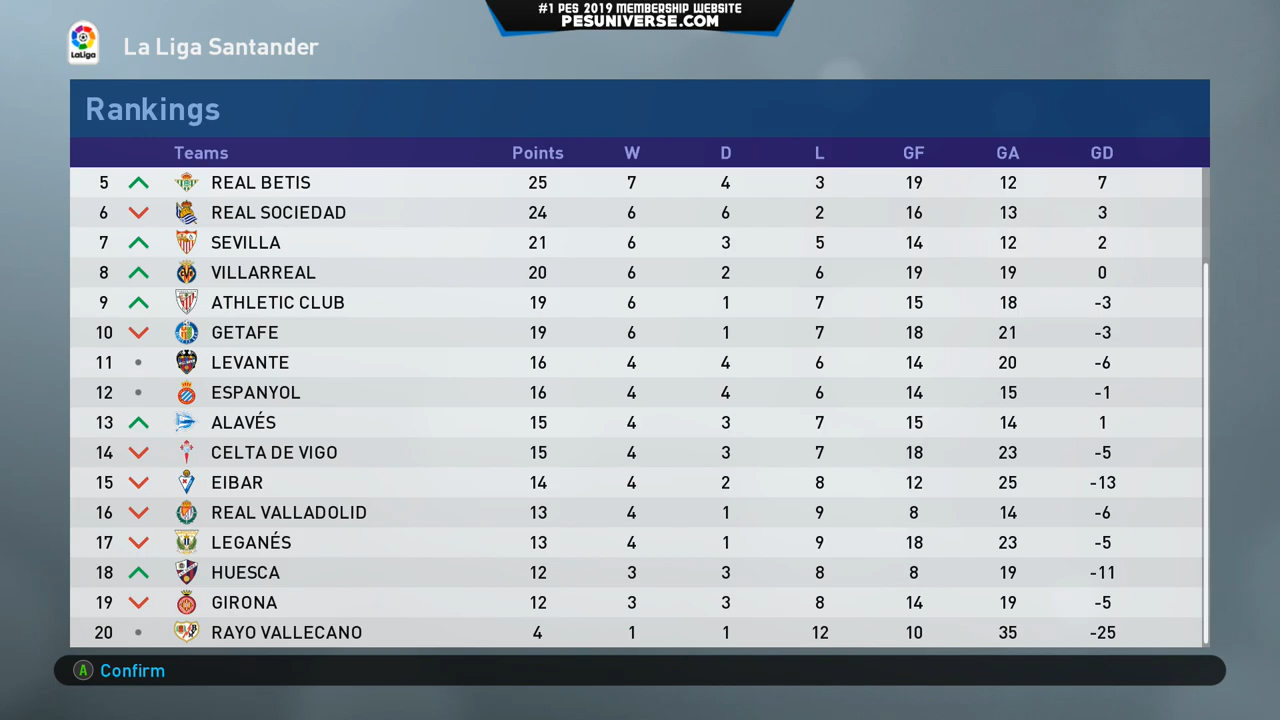 #1 PES 2019 MEMBERSHIP WEBSITE
PESUNIVERSE.COM
LaLiga
La Liga Santander
Rankings
Teams Points W D L GF GA GD
5 REAL BETIS 25 7 4 3 19 12 7
6 REAL SOCIEDAD 24 6 6 2 16 13 3
7 SEVILLA 21 6 3 5 14 12 2
8 VILLARREAL 20 6 2 6 19 19 0
9 ATHLETIC CLUB 19 6 1 7 15 18 -3
10 GETAFE 19 6 1 7 18 21 -3
11 LEVANTE 16 4 4 6 14 20 -6
12 ESPANYOL 16 4 4 6 14 15 -1
13 ALAVÉS 15 4 3 7 15 14 1
14 CELTA DE VIGO 15 4 3 7 18 23 -5
15 EIBAR 14 4 2 8 12 25 -13
16 REAL VALLADOLID 13 4 1 9 8 14 -6
17 LEGANÉS 13 4 1 9 18 23 -5
18 HUESCA 12 3 3 8 8 19 -11
19 GIRONA 12 3 3 8 14 19 -5
20 RAYO VALLECANO 4 1 1 12 10 35 -25
A Confirm